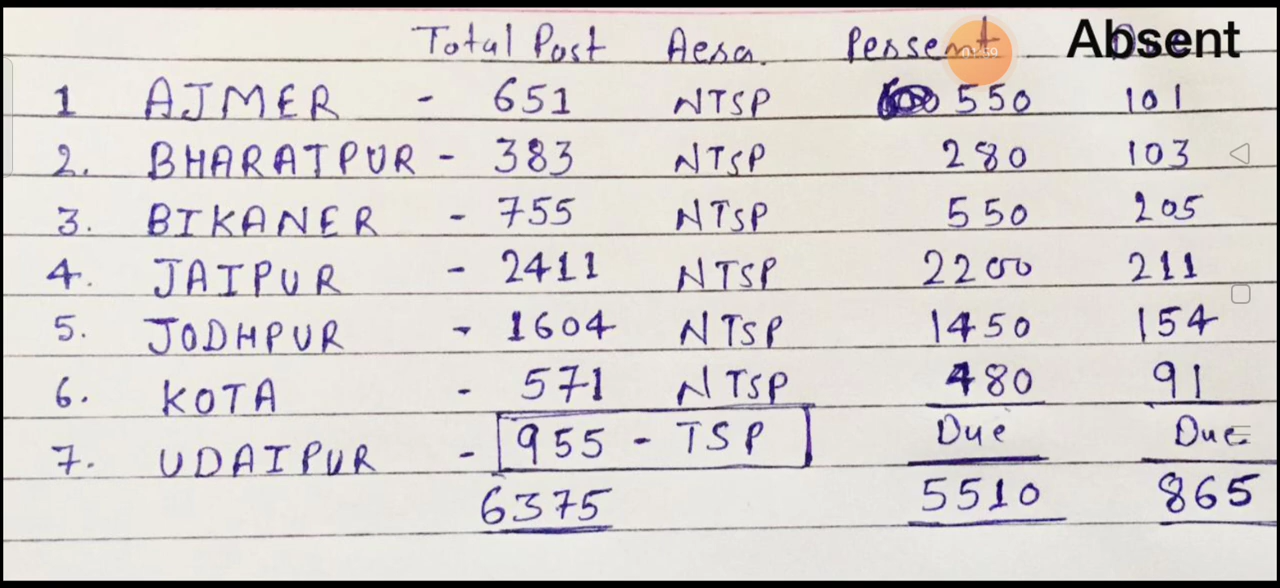 Total Post Aesa. Pessent Absent
1 AJMER - 651 NTSP 550 101
2. BHARATPUR - 383 NTSP 280 103
3. BIKANER - 755 NTSP 550 205
4. JAIPUR - 2411 NTSP 2200 211
5. JODHPUR - 1604 NTSP 1450 154
6. KOTA - 571 NTSP 480 91
7. UDAIPUR - 955 - TSP Due Due
6375 5510 865